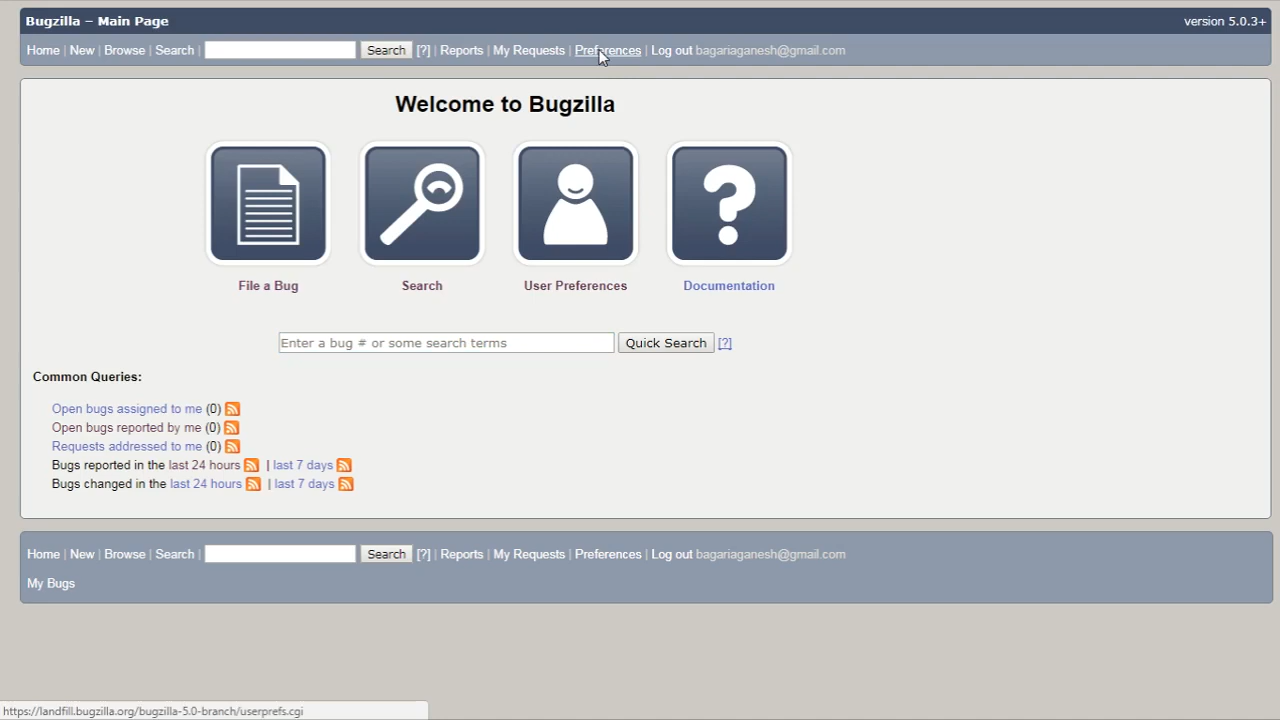 Bugzilla – Main Page version 5.0.3+
Home | New | Browse | Search | Search [?] | Reports | My Requests | Preferences | Log out bagariaganesh@gmail.com
Welcome to Bugzilla
File a Bug Search User Preferences Documentation
Enter a bug # or some search terms Quick Search [?]
Common Queries:
Open bugs assigned to me (0)
Open bugs reported by me (0)
Requests addressed to me (0)
Bugs reported in the last 24 hours | last 7 days
Bugs changed in the last 24 hours | last 7 days
Home | New | Browse | Search | Search [?] | Reports | My Requests | Preferences | Log out bagariaganesh@gmail.com
My Bugs
https://landfill.bugzilla.org/bugzilla-5.0-branch/userprefs.cgi